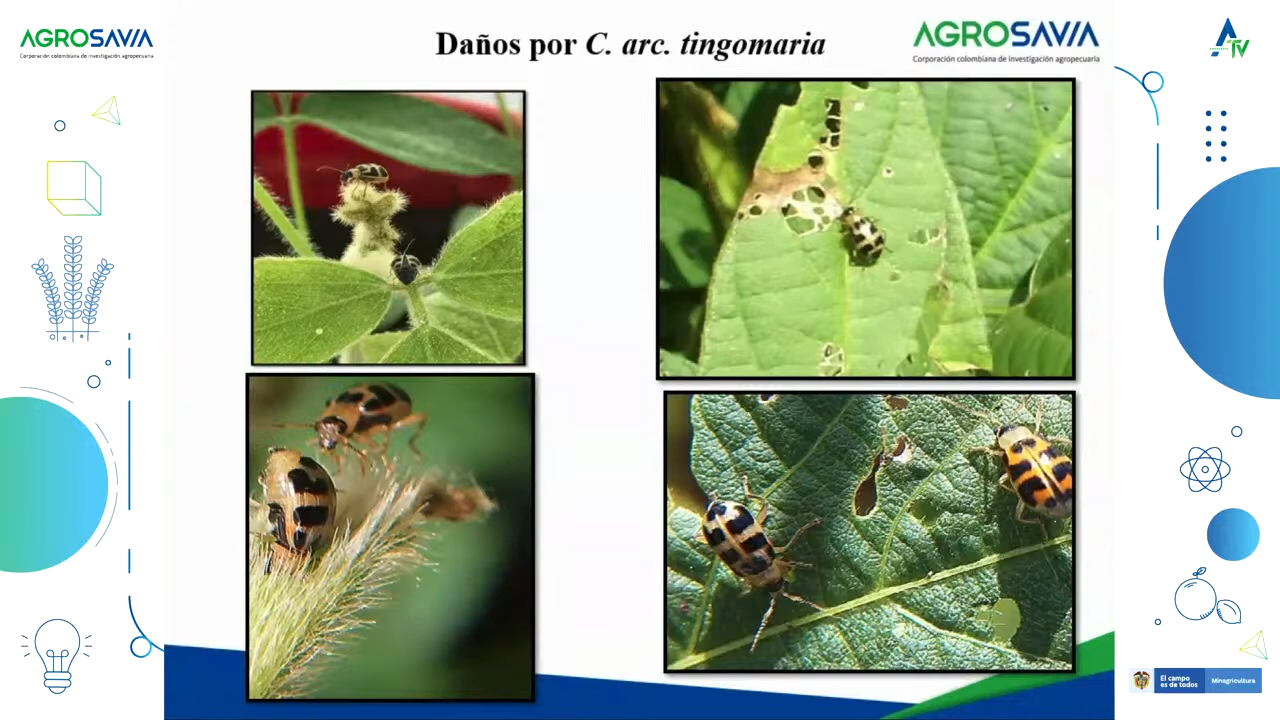 AGROSAVIA
Corporación colombiana de investigación agropecuaria
Daños por C. arc. tingomaria
AGROSAVIA
Corporación colombiana de investigación agropecuaria
TV
El campo
es de todos
Minagricultura